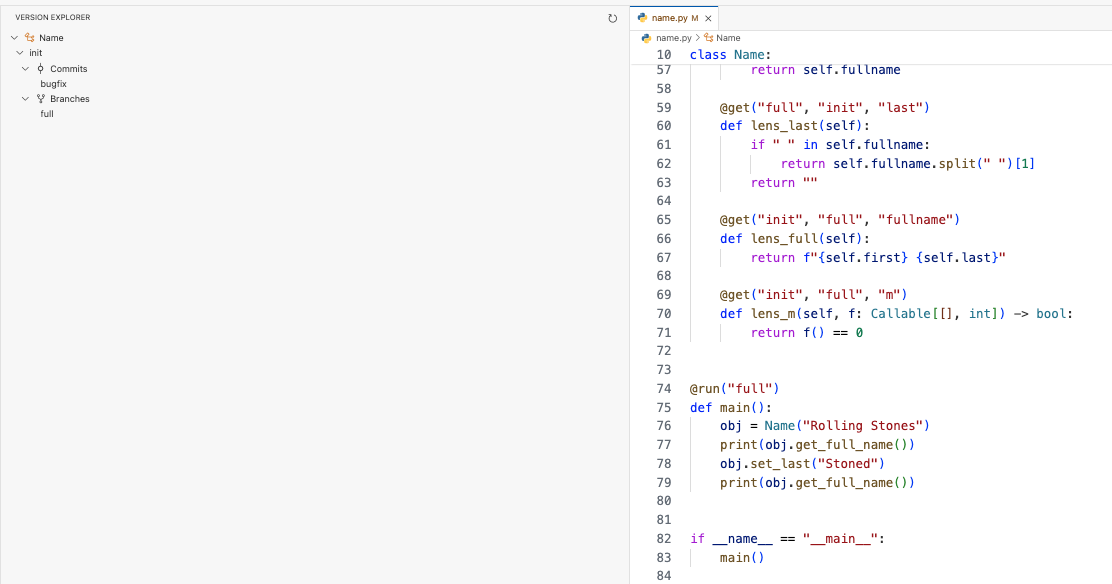 VERSION EXPLORER
Name
init
Commits
bugfix
Branches
full
name.py M ×
name.py > Name
10 class Name:
57 return self.fullname
58
59 @get("full", "init", "last")
60 def lens_last(self):
61 if " " in self.fullname:
62 return self.fullname.split(" ")[1]
63 return ""
64
65 @get("init", "full", "fullname")
66 def lens_full(self):
67 return f"{self.first} {self.last}"
68
69 @get("init", "full", "m")
70 def lens_m(self, f: Callable[[], int]) -> bool:
71 return f() == 0
72
73
74 @run("full")
75 def main():
76 obj = Name("Rolling Stones")
77 print(obj.get_full_name())
78 obj.set_last("Stoned")
79 print(obj.get_full_name())
80
81
82 if __name__ == "__main__":
83 main()
84